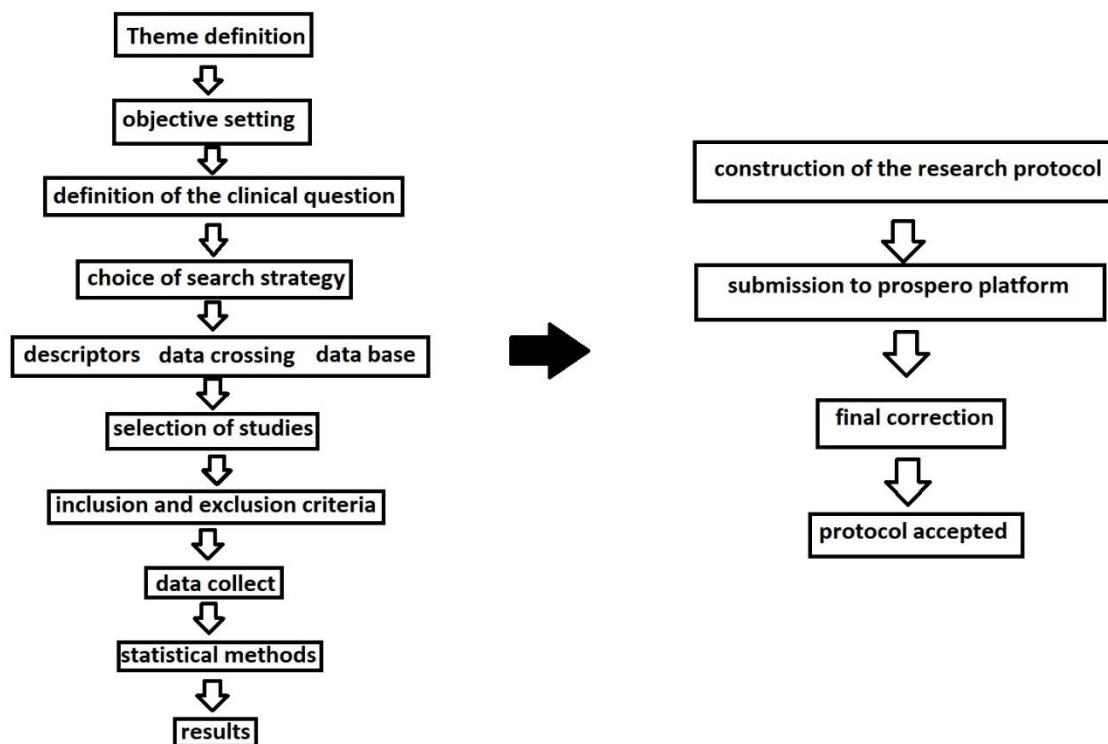 Theme definition
objective setting
definition of the clinical question
choice of search strategy
descriptors data crossing data base
selection of studies
inclusion and exclusion criteria
data collect
statistical methods
results
construction of the research protocol
submission to prospero platform
final correction
protocol accepted